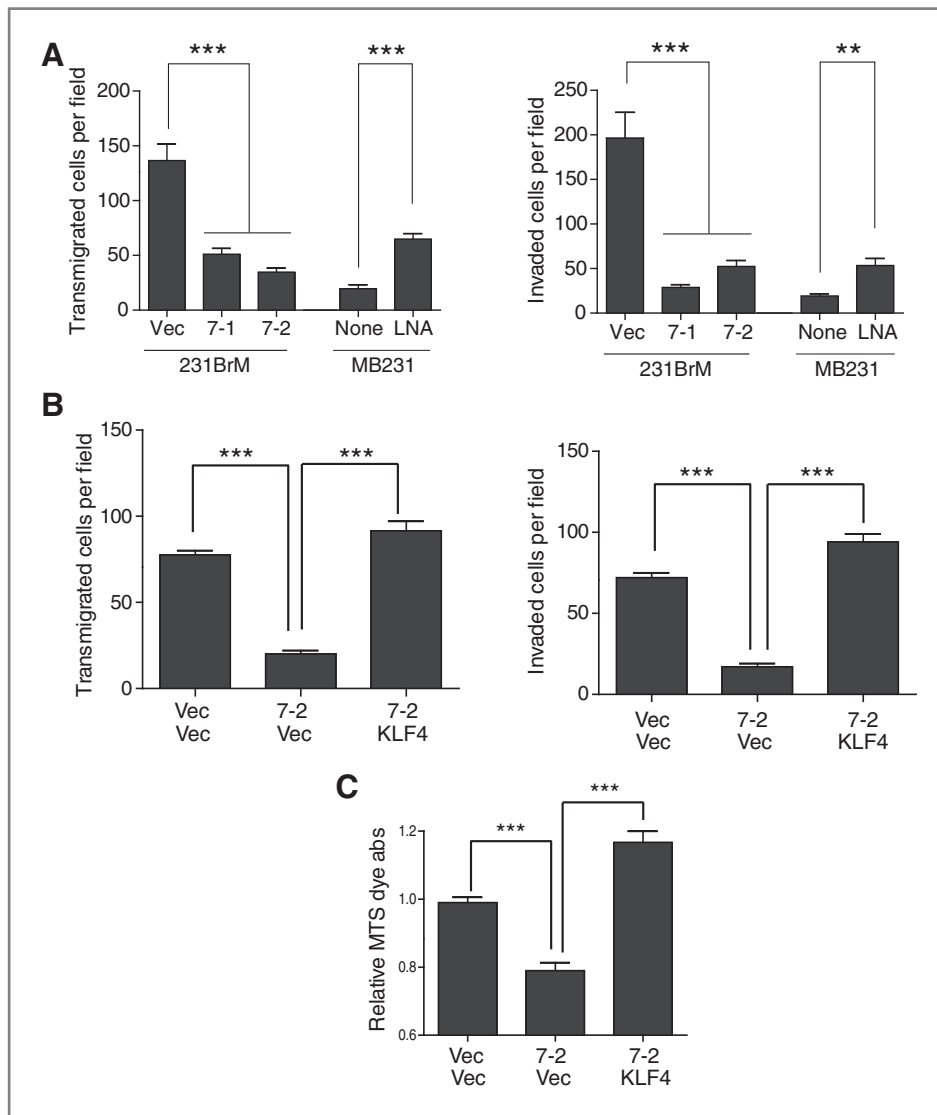 A
*** ***
Transmigrated cells per field
200
150
100
50
0
Vec 7-1 7-2 None LNA
231BrM MB231
*** **
Invaded cells per field
250
200
150
100
50
0
Vec 7-1 7-2 None LNA
231BrM MB231
B
Transmigrated cells per field
150
100
50
0
*** ***
Vec 7-2 7-2
Vec Vec KLF4
Invaded cells per field
150
100
50
0
*** ***
Vec 7-2 7-2
Vec Vec KLF4
C
Relative MTS dye abs
1.2
1.0
0.8
0.6
*** ***
Vec 7-2 7-2
Vec Vec KLF4